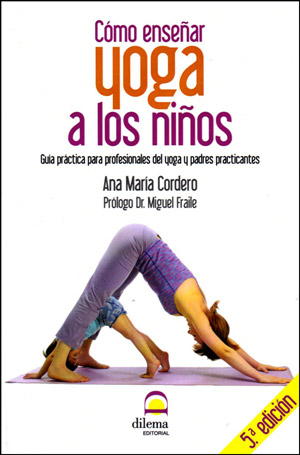 Cómo enseñar
yoga
a los niños
Guía práctica para profesionales del yoga y padres practicantes
Ana María Cordero
Prólogo Dr. Miguel Fraile
5.ª edición
dilema
EDITORIAL